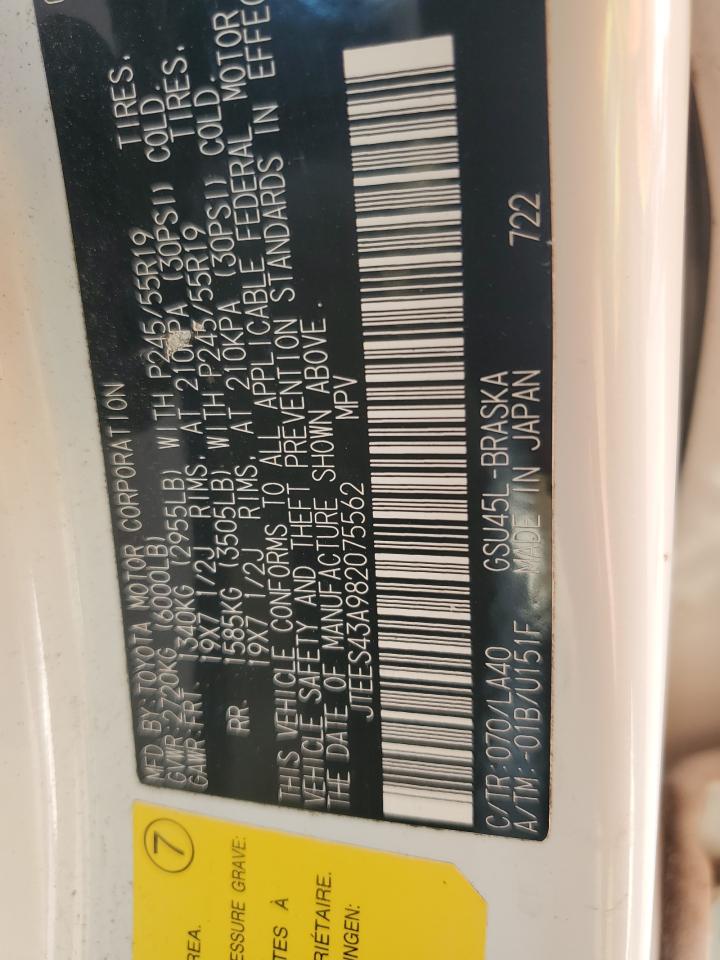 MFD BY: TOYOTA MOTOR CORPORATION
GVWR: 2720KG (6000LB)
GAWR: FRT. 1340KG (2955LB) WITH P245/55R19 TIRES.
19X7 1/2J RIMS, AT 210KPA (30PSI) COLD.
RR. 1585KG (3505LB) WITH P245/55R19 TIRES.
19X7 1/2J RIMS, AT 210KPA (30PSI) COLD.
THIS VEHICLE CONFORMS TO ALL APPLICABLE FEDERAL MOTOR
VEHICLE SAFETY AND THEFT PREVENTION STANDARDS IN EFFEC
THE DATE OF MANUFACTURE SHOWN ABOVE.
JTEES43A982075562 MPV
C/TR: 070/LA40 GSU45L -BRASKA 722
A/TM: -01B/U151F MADE IN JAPAN
7
REA.
ESSURE GRAVE:
TES À
RIÉTAIRE.
INGEN: